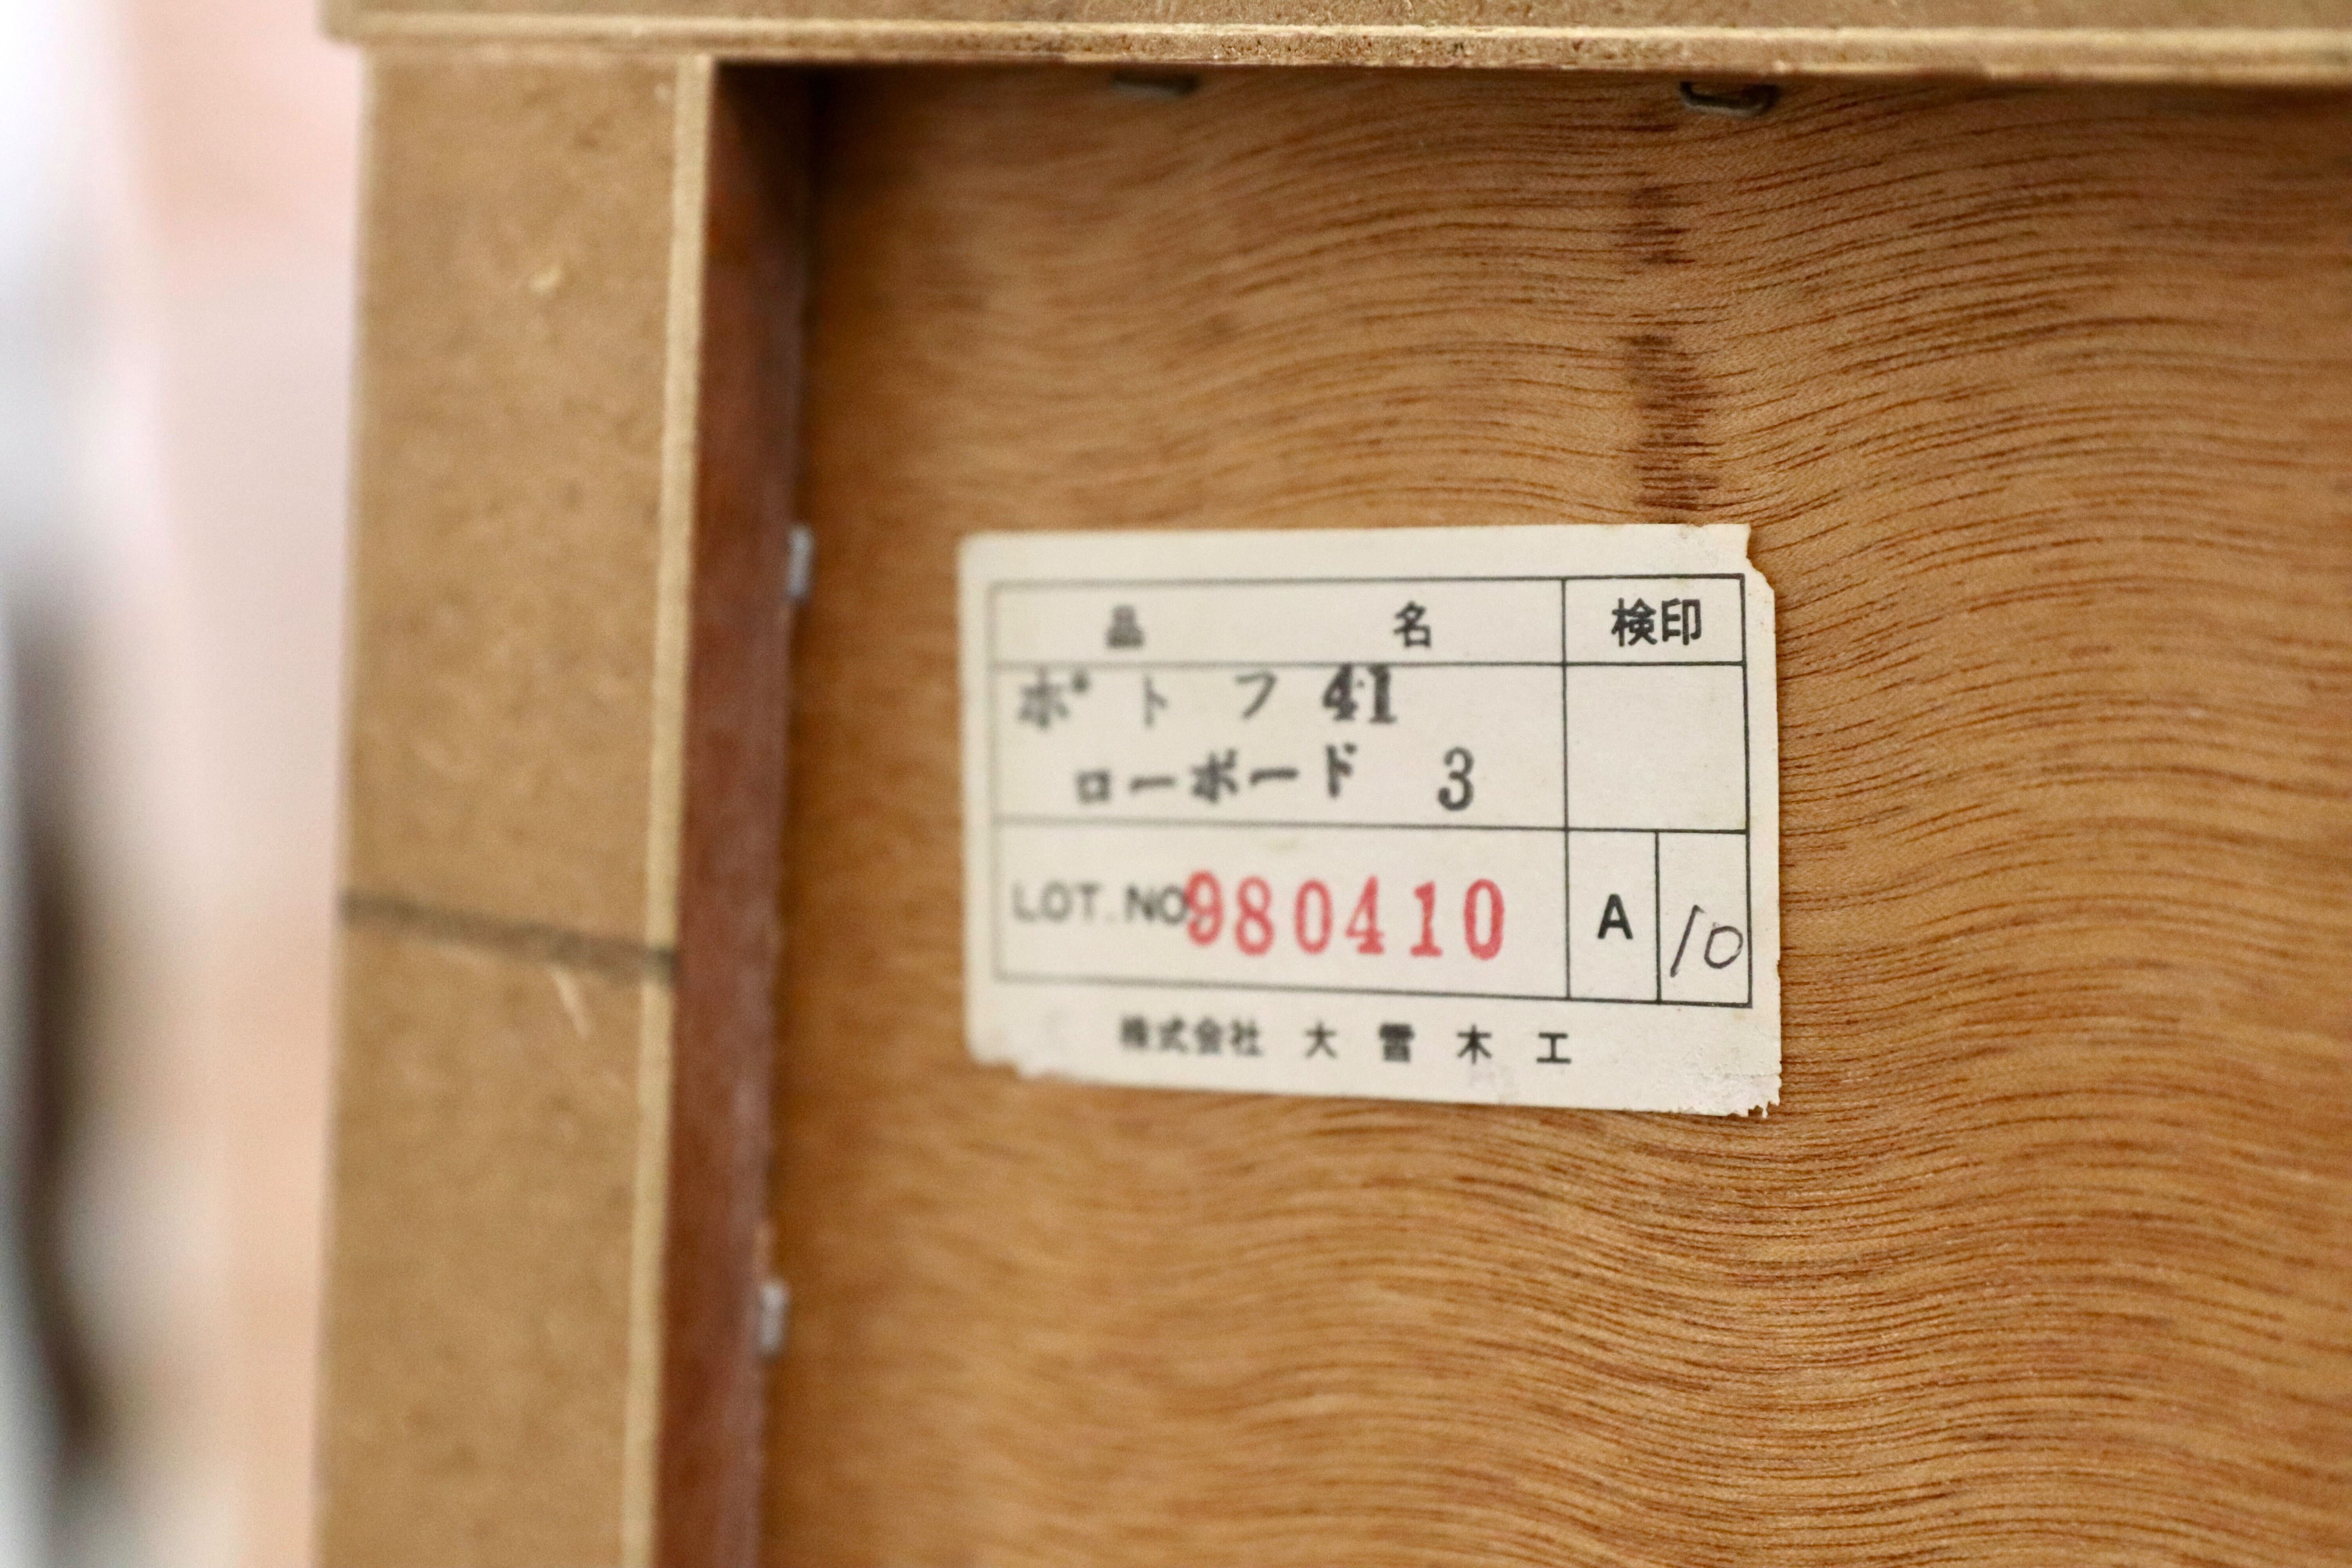 品名 検印
ポトフ 41
ローボード 3
LOT. NO 980410 A 10
株式会社 大雪木工